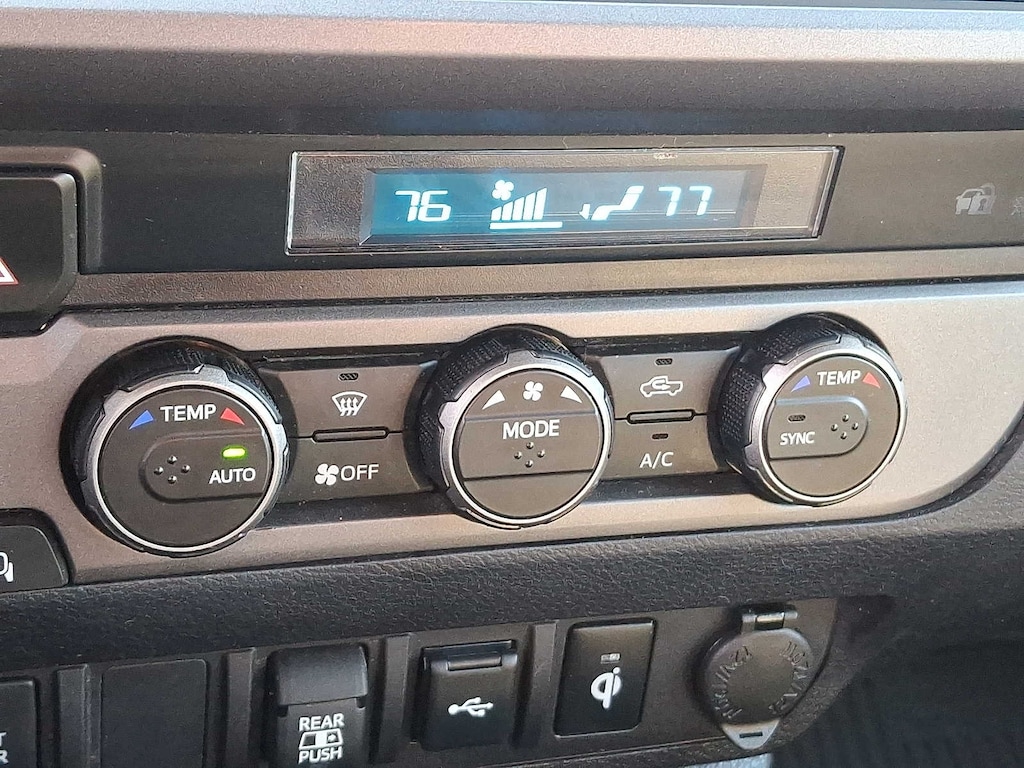 76 77
TEMP
AUTO
OFF
MODE
A/C
TEMP
SYNC
REAR
PUSH